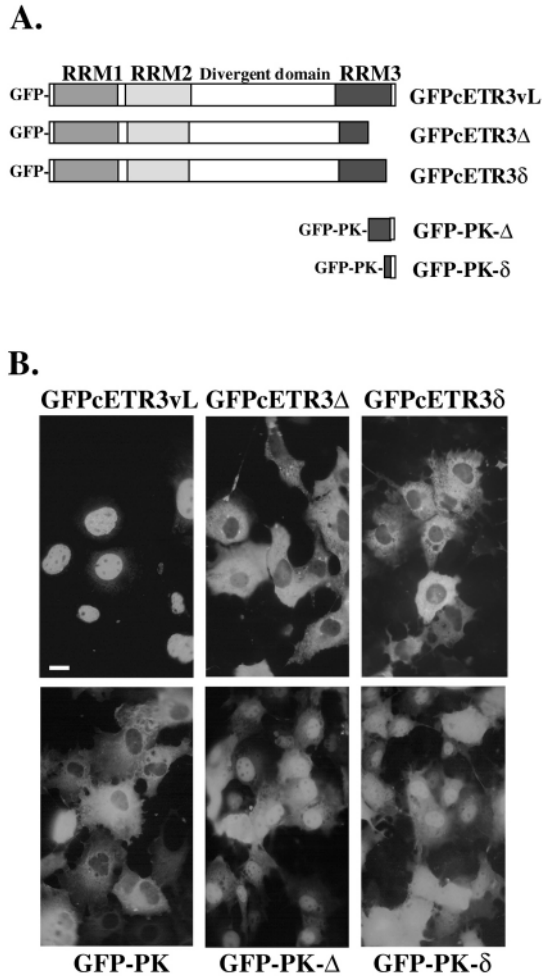 A.
RRM1 RRM2 Divergent domain RRM3
GFP- GFPcETR3vL
GFP- GFPcETR3Δ
GFP- GFPcETR3δ
GFP-PK- GFP-PK-Δ
GFP-PK- GFP-PK-δ
B.
GFPcETR3vL GFPcETR3Δ GFPcETR3δ
GFP-PK GFP-PK-Δ GFP-PK-δ